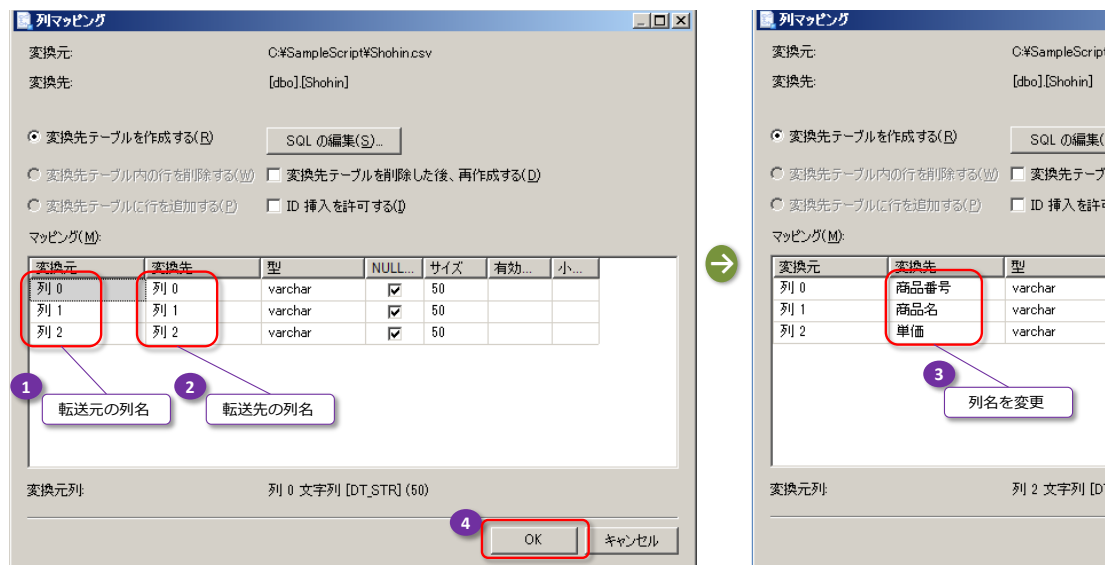 列マッピング
変換元:
C:¥SampleScript¥Shohin.csv
変換先:
[dbo].[Shohin]
変換先テーブルを作成する(R)
SQL の編集(S)...
変換先テーブル内の行を削除する(W)
変換先テーブルを削除した後、再作成する(D)
変換先テーブルに行を追加する(P)
ID 挿入を許可する(I)
マッピング(M):
変換元 変換先 型 NULL... サイズ 有効... 小...
列 0 列 0 varchar 50
列 1 列 1 varchar 50
列 2 列 2 varchar 50
1
転送元の列名
2
転送先の列名
変換元列:
列 0 文字列 [DT_STR] (50)
4
OK
キャンセル
列マッピング
変換元:
C:¥SampleScript
変換先:
[dbo].[Shohin]
変換先テーブルを作成する(R)
SQL の編集(
変換先テーブル内の行を削除する(W)
変換先テーブ
変換先テーブルに行を追加する(P)
ID 挿入を許
マッピング(M):
変換元 変換先 型
列 0 商品番号 varchar
列 1 商品名 varchar
列 2 単価 varchar
3
列名を変更
変換元列:
列 2 文字列 [D